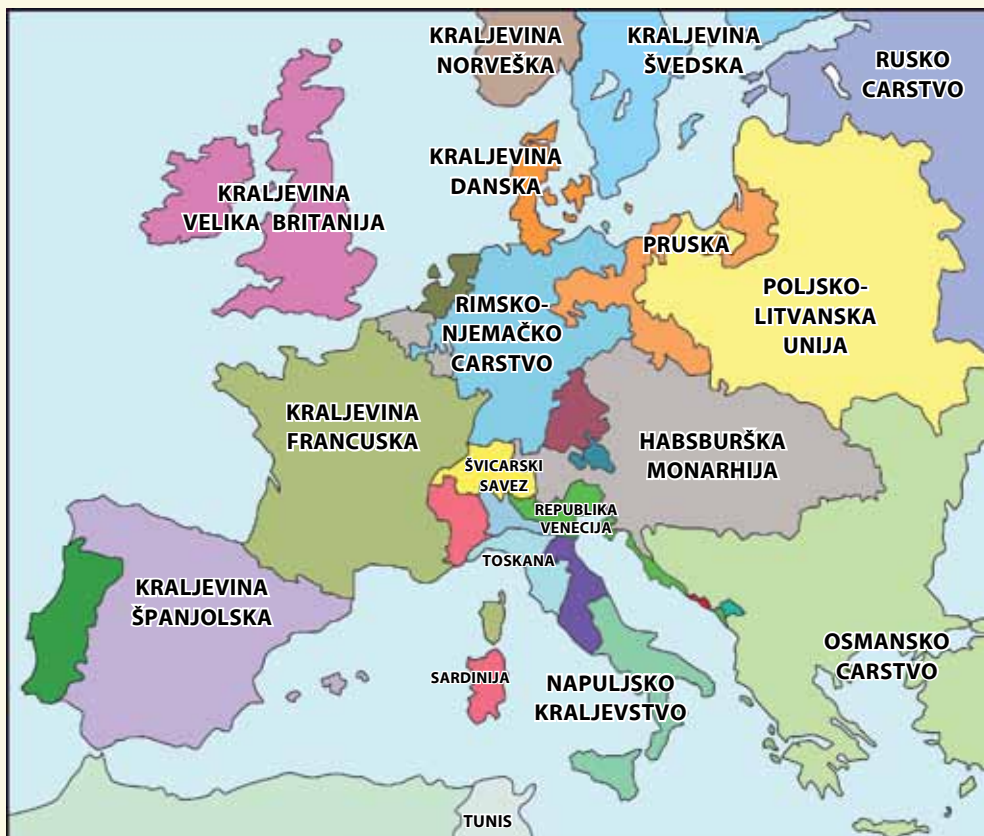 KRALJEVINA
NORVEŠKA
KRALJEVINA
ŠVEDSKA
RUSKO
CARSTVO
KRALJEVINA
DANSKA
KRALJEVINA
VELIKA BRITANIJA
PRUSKA
POLJSKO-
LITVANSKA
UNIJA
RIMSKO-
NJEMAČKO
CARSTVO
KRALJEVINA
FRANCUSKA
HABSBURŠKA
MONARHIJA
ŠVICARSKI
SAVEZ
REPUBLIKA
VENECIJA
TOSKANA
KRALJEVINA
ŠPANJOLSKA
OSMANSKO
CARSTVO
SARDINIJA
NAPULJSKO
KRALJEVSTVO
TUNIS